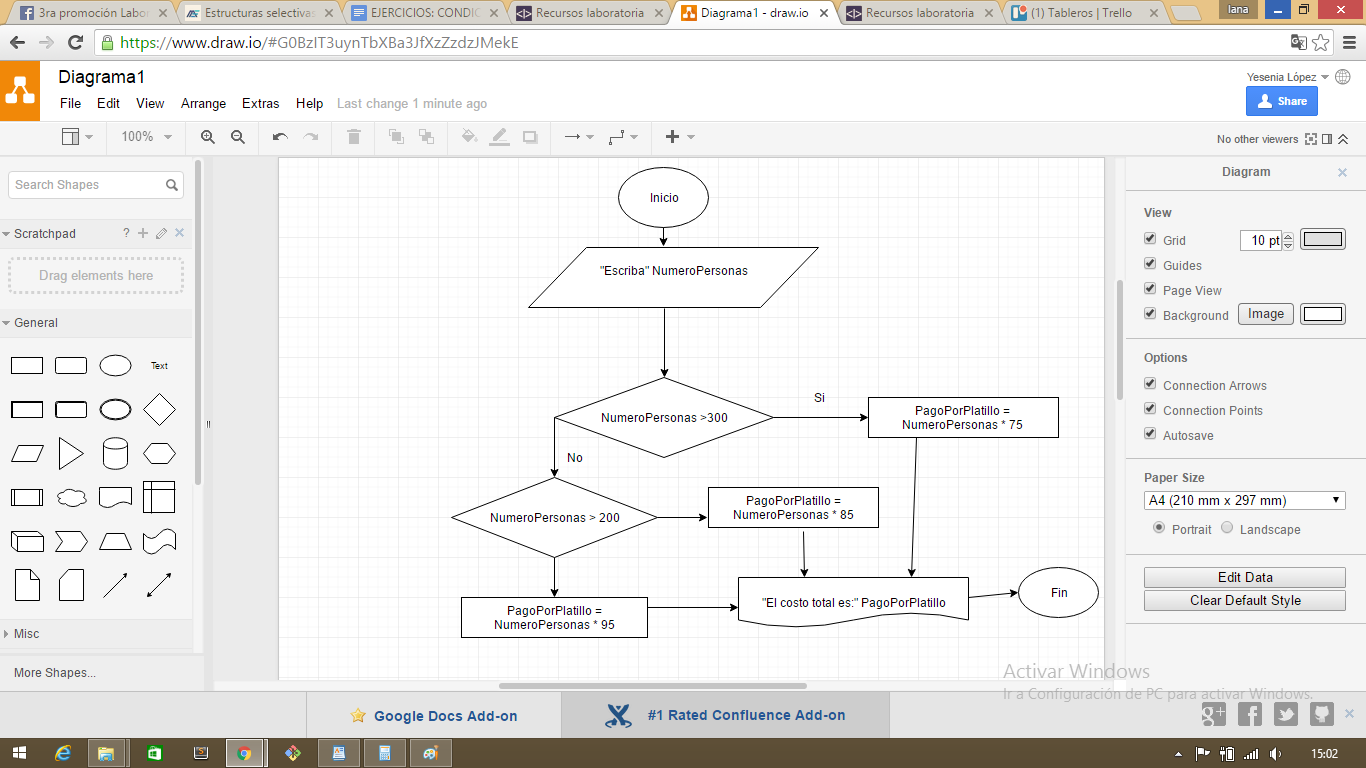 3ra promoción Labor
Estructuras selectivas
EJERCICIOS: CONDIC
Recursos laboratoria
Diagrama1 - draw.io
Recursos laboratoria
(1) Tableros | Trello
Iana
https://www.draw.io/#G0BzIT3uynTbXBa3JfXzZzdzJMekE
Diagrama1
Yesenia López
File Edit View Arrange Extras Help Last change 1 minute ago
Share
100%
No other viewers
Search Shapes
Scratchpad ?
Drag elements here
General
Text
Misc
More Shapes...
Inicio
"Escriba" NumeroPersonas
NumeroPersonas >300
Si
PagoPorPlatillo =
NumeroPersonas * 75
No
NumeroPersonas > 200
PagoPorPlatillo =
NumeroPersonas * 85
PagoPorPlatillo =
NumeroPersonas * 95
"El costo total es:" PagoPorPlatillo
Fin
Diagram
View
Grid 10 pt
Guides
Page View
Background Image
Options
Connection Arrows
Connection Points
Autosave
Paper Size
A4 (210 mm x 297 mm)
Portrait Landscape
Edit Data
Clear Default Style
Activar Windows
Ir a Configuración de PC para activar Windows.
Google Docs Add-on
#1 Rated Confluence Add-on
15:02